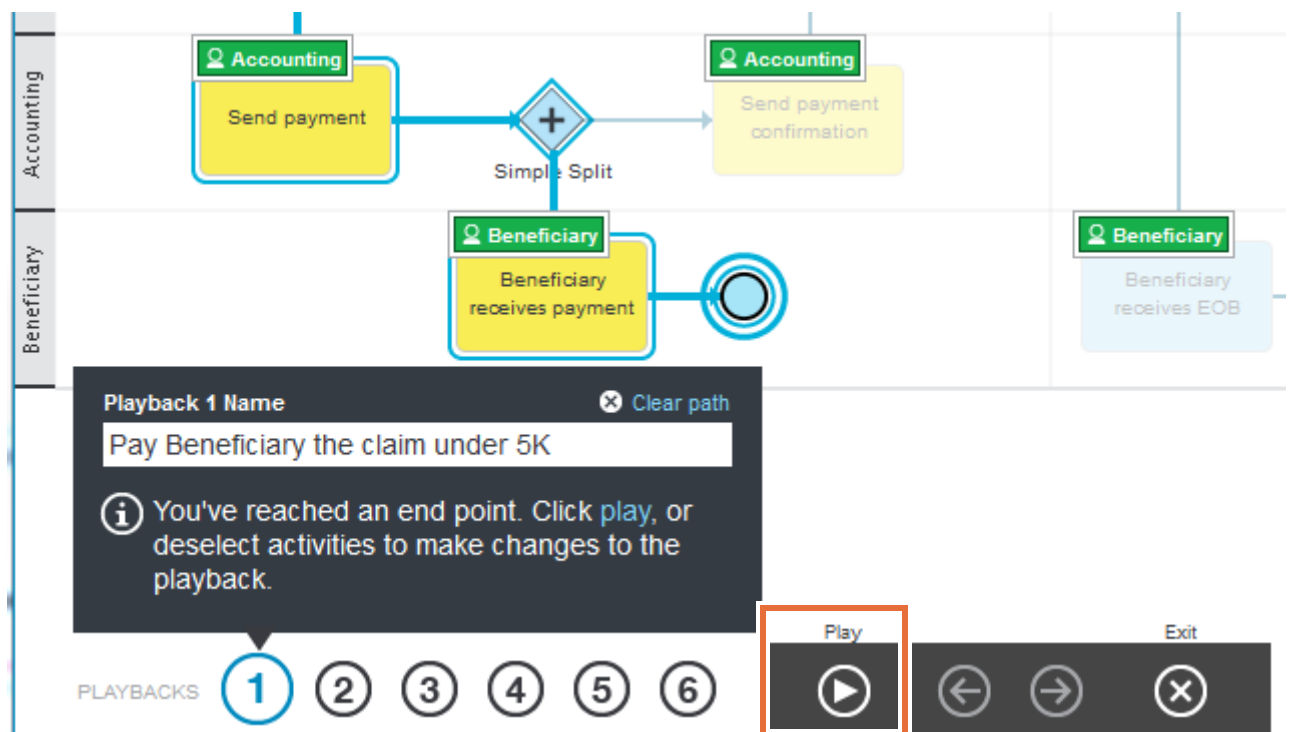 Accounting
Accounting
Accounting
Send payment
Send payment
confirmation
Simple Split
Beneficiary
Beneficiary
Beneficiary
Beneficiary
receives payment
Beneficiary
receives EOB
Playback 1 Name
Clear path
Pay Beneficiary the claim under 5K
You've reached an end point. Click play, or
deselect activities to make changes to the
playback.
Play
Exit
PLAYBACKS 1 2 3 4 5 6